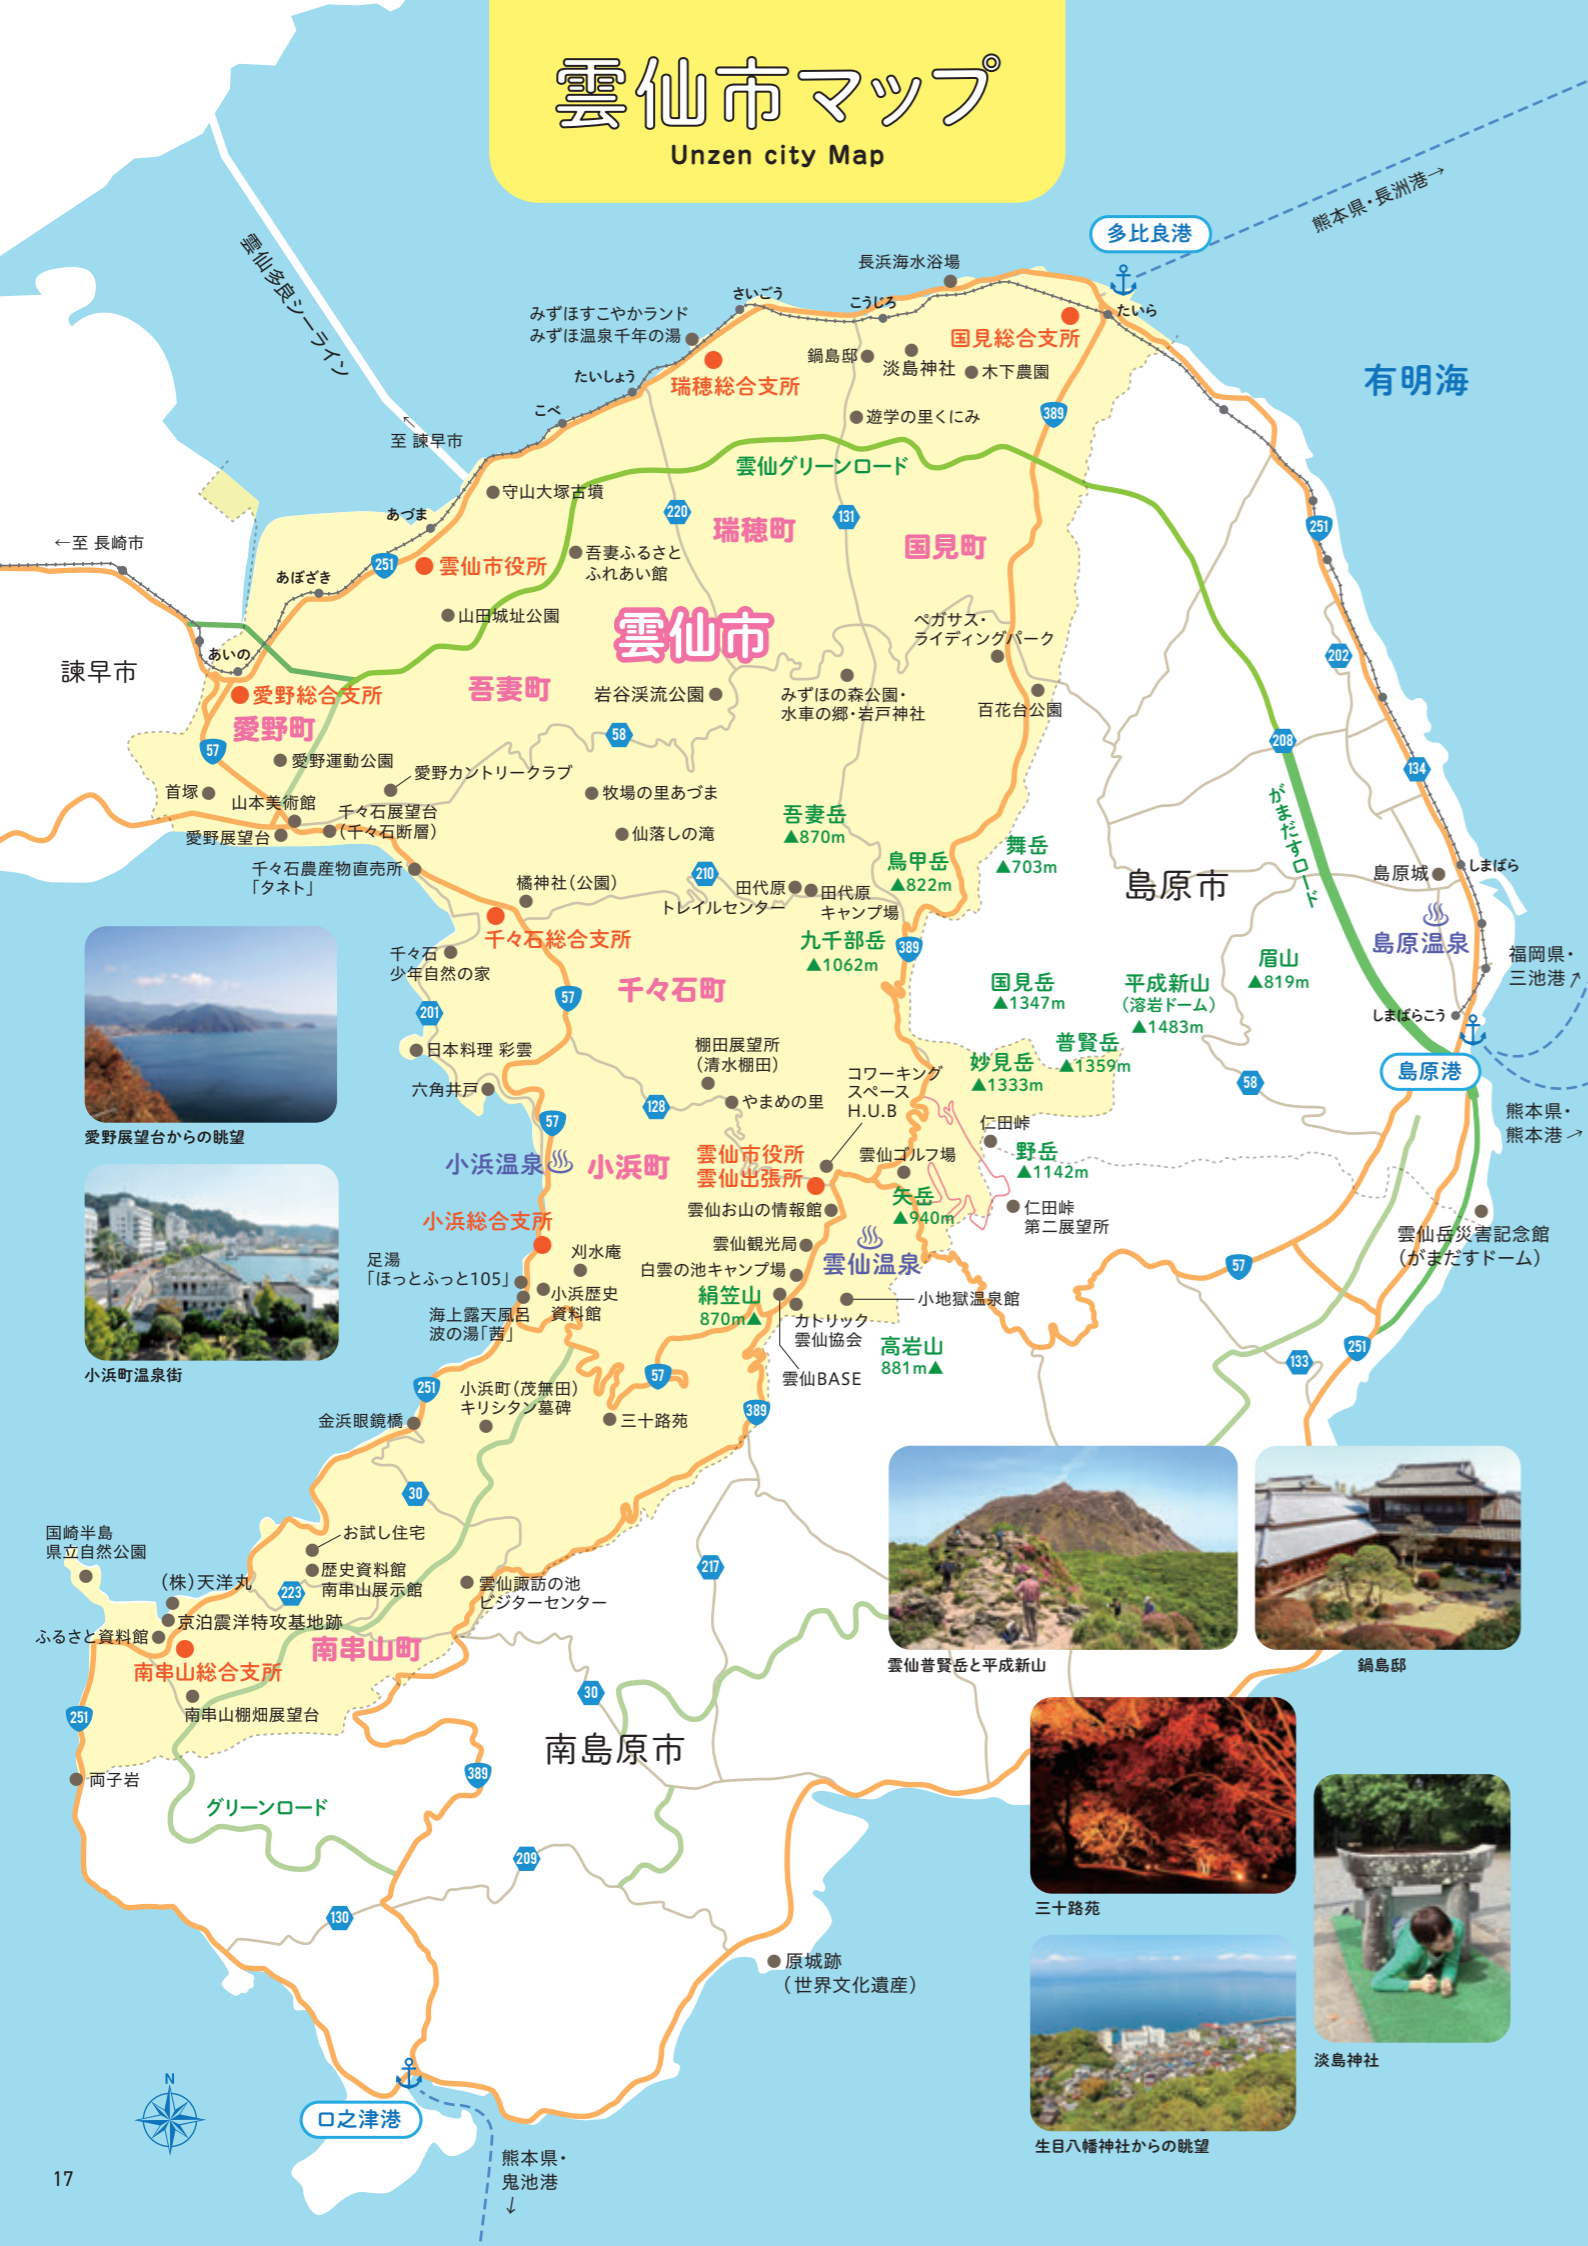 雲仙市マップ
Unzen city Map
熊本県・長洲港→
多比良港
長浜海水浴場
雲仙多良シーライン
さいごう
こうじろ
たいら
みずほすこやかランド
みずほ温泉千年の湯
国見総合支所
鍋島邸
淡島神社
木下農園
瑞穂総合支所
たいしょう
有明海
こべ
遊学の里くにみ
389
←
至 諫早市
雲仙グリーンロード
守山大塚古墳
220
131
あづま
瑞穂町
251
←至 長崎市
国見町
251
雲仙市役所
吾妻ふるさと
ふれあい館
あぼざき
山田城址公園
雲仙市
ペガサス・
ライディングパーク
202
あいの
諫早市
吾妻町
愛野総合支所
岩谷渓流公園
みずほの森公園・
水車の郷・岩戸神社
百花台公園
愛野町
58
208
57
愛野運動公園
134
愛野カントリークラブ
首塚
山本美術館
牧場の里あづま
がまだすロード
千々石展望台
(千々石断層)
吾妻岳
▲870m
愛野展望台
仙落しの滝
舞岳
▲703m
鳥甲岳
▲822m
千々石農産物直売所
「タネト」
210
橘神社(公園)
田代原
トレイルセンター
田代原
キャンプ場
島原市
島原城
しまばら
千々石総合支所
九千部岳
▲1062m
389
島原温泉
千々石
少年自然の家
福岡県・
三池港↗
眉山
▲819m
千々石町
57
国見岳
▲1347m
平成新山
(溶岩ドーム)
▲1483m
201
しまばらこう
日本料理 彩雲
棚田展望所
(清水棚田)
普賢岳
▲1359m
妙見岳
▲1333m
コワーキング
スペース
H.U.B
島原港
58
六角井戸
128
やまめの里
57
仁田峠
熊本県・
熊本港→
愛野展望台からの眺望
小浜温泉
小浜町
雲仙市役所
雲仙出張所
雲仙ゴルフ場
野岳
▲1142m
雲仙お山の情報館
矢岳
▲940m
仁田峠
第二展望所
小浜総合支所
雲仙岳災害記念館
(がまだすドーム)
足湯
「ほっとふっと105」
刈水庵
雲仙観光局
白雲の池キャンプ場
雲仙温泉
57
小浜歴史
資料館
絹笠山
870m▲
小地獄温泉館
海上露天風呂
波の湯「茜」
カトリック
雲仙協会
高岩山
881m▲
251
133
小浜町温泉街
雲仙BASE
57
251
小浜町(茂無田)
キリシタン墓碑
389
金浜眼鏡橋
三十路苑
30
国崎半島
県立自然公園
お試し住宅
歴史資料館
南串山展示館
217
(株)天洋丸
223
雲仙諏訪の池
ビジターセンター
京泊震洋特攻基地跡
ふるさと資料館
南串山町
雲仙普賢岳と平成新山
鍋島邸
南串山総合支所
30
南串山棚畑展望台
251
南島原市
両子岩
389
グリーンロード
209
三十路苑
130
原城跡
(世界文化遺産)
淡島神社
N
口之津港
生目八幡神社からの眺望
熊本県・
鬼池港
↓
17